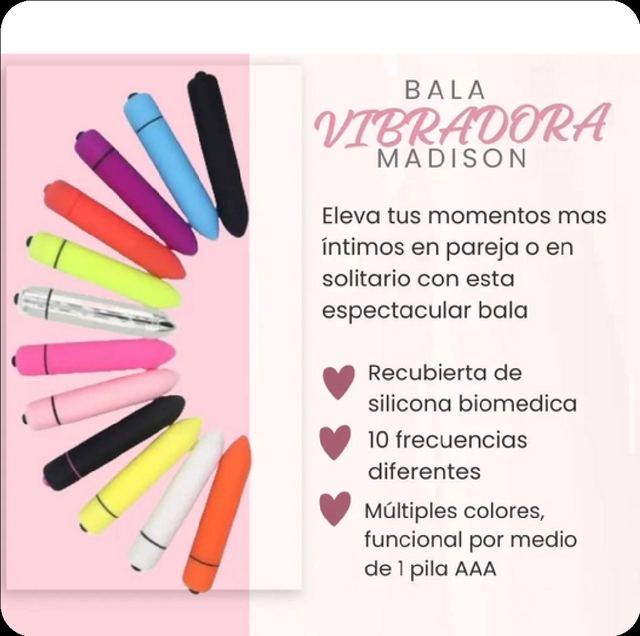 BALA
VIBRADORA
MADISON
Eleva tus momentos mas
íntimos en pareja o en
solitario con esta
espectacular bala
Recubierta de
silicona biomedica
10 frecuencias
diferentes
Múltiples colores,
funcional por medio
de 1 pila AAA